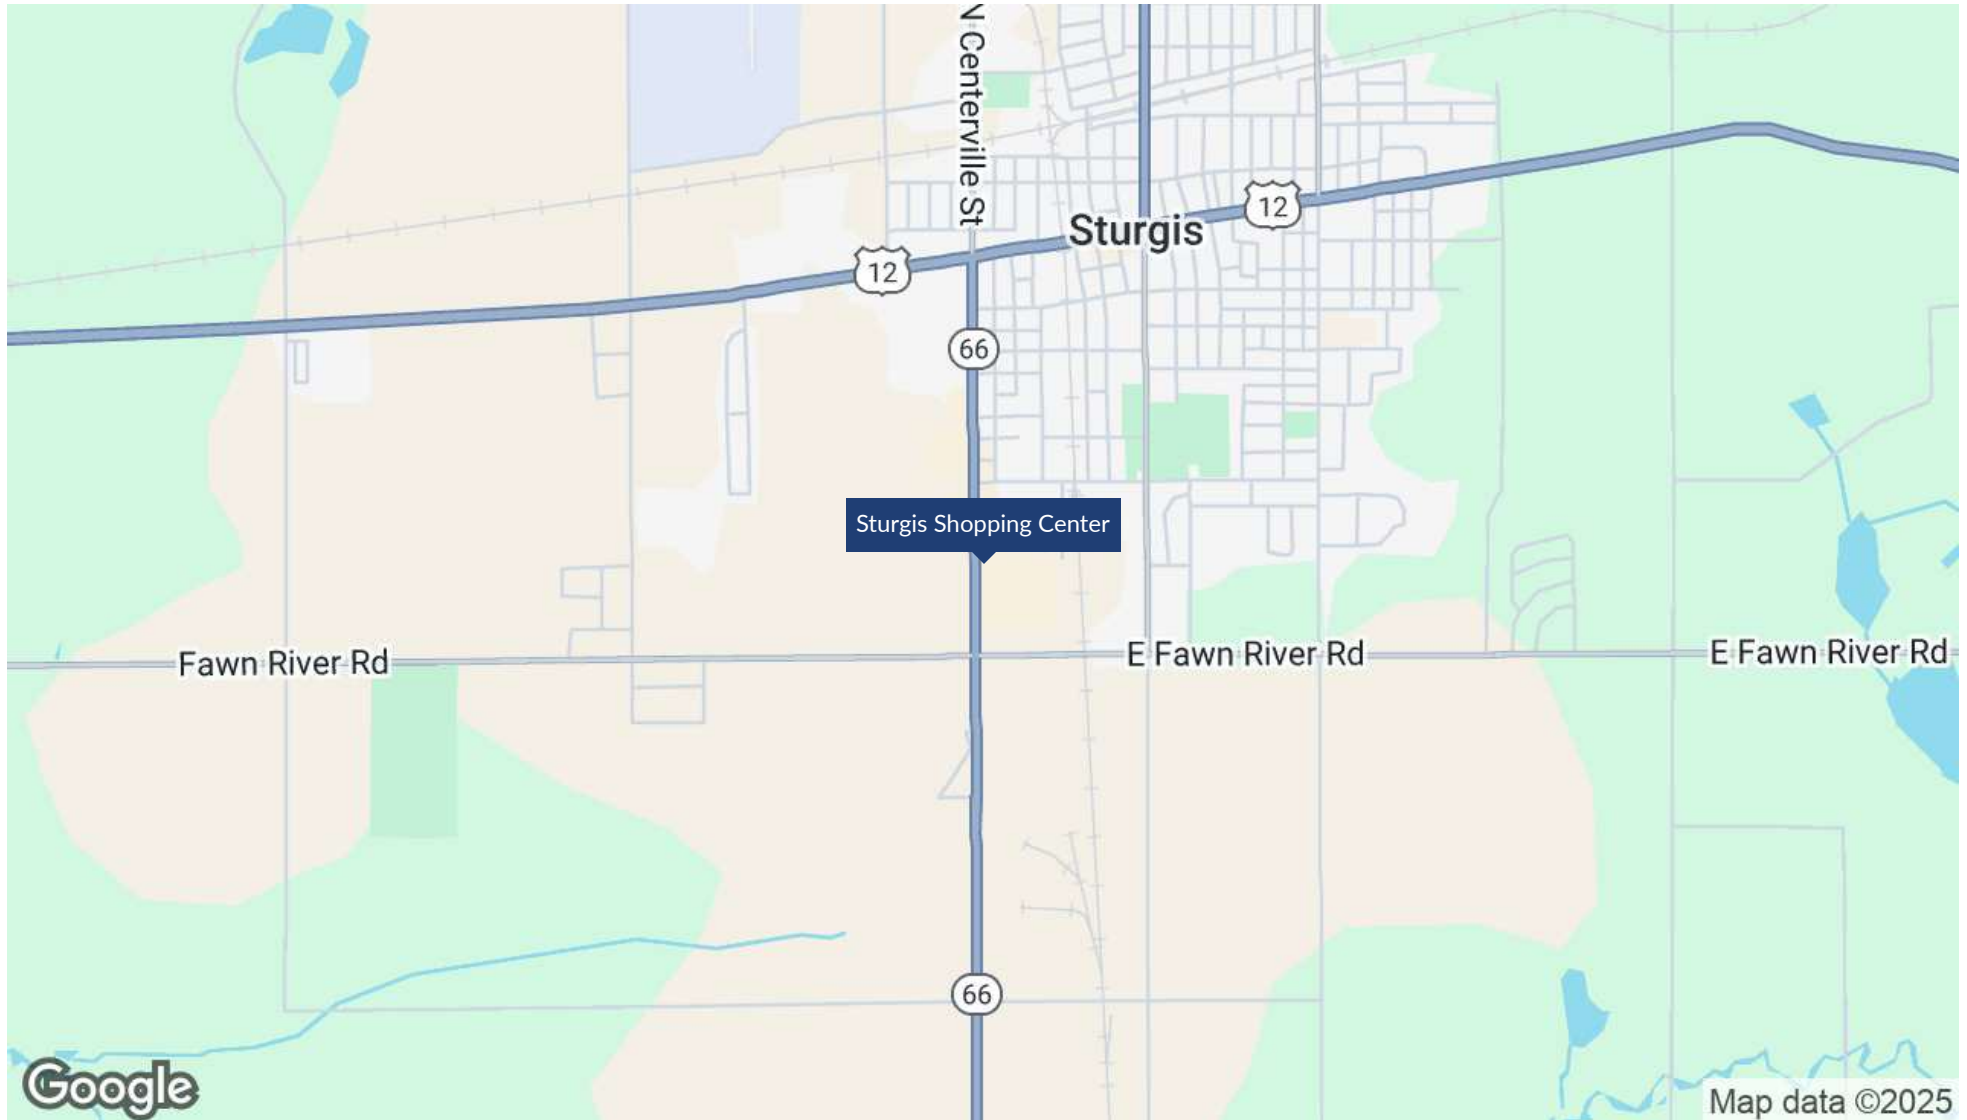 N Centerville St
12
Sturgis
12
66
Sturgis Shopping Center
Fawn River Rd
E Fawn River Rd
E Fawn River Rd
66
Google
Map data ©2025